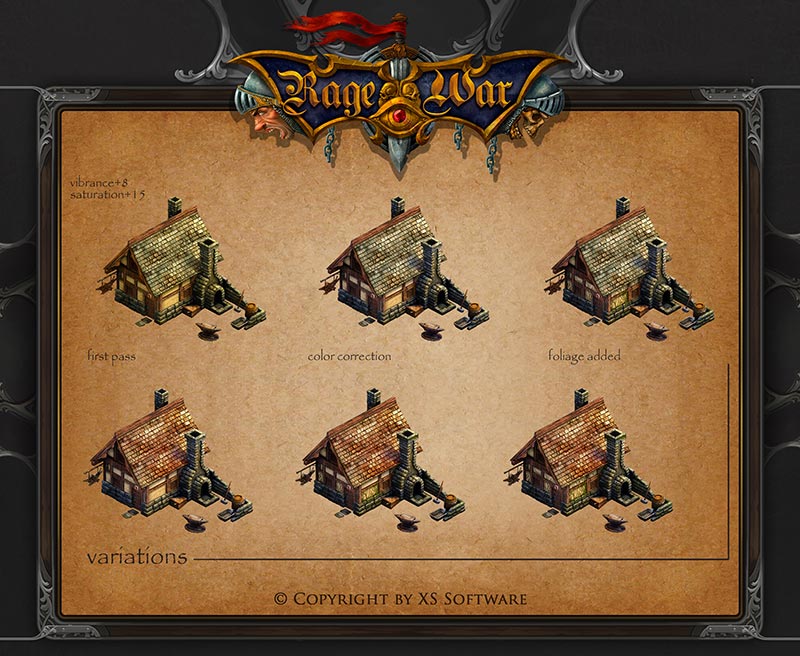 Rage War
vibrance+8
saturation+15
first pass
color correction
foliage added
variations
© Copyright by XS Software